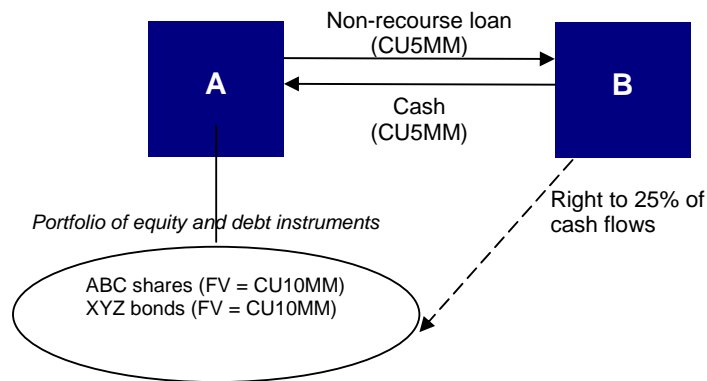 Non-recourse loan
(CU5MM)
A
B
Cash
(CU5MM)
Right to 25% of
cash flows
Portfolio of equity and debt instruments
ABC shares (FV = CU10MM)
XYZ bonds (FV = CU10MM)